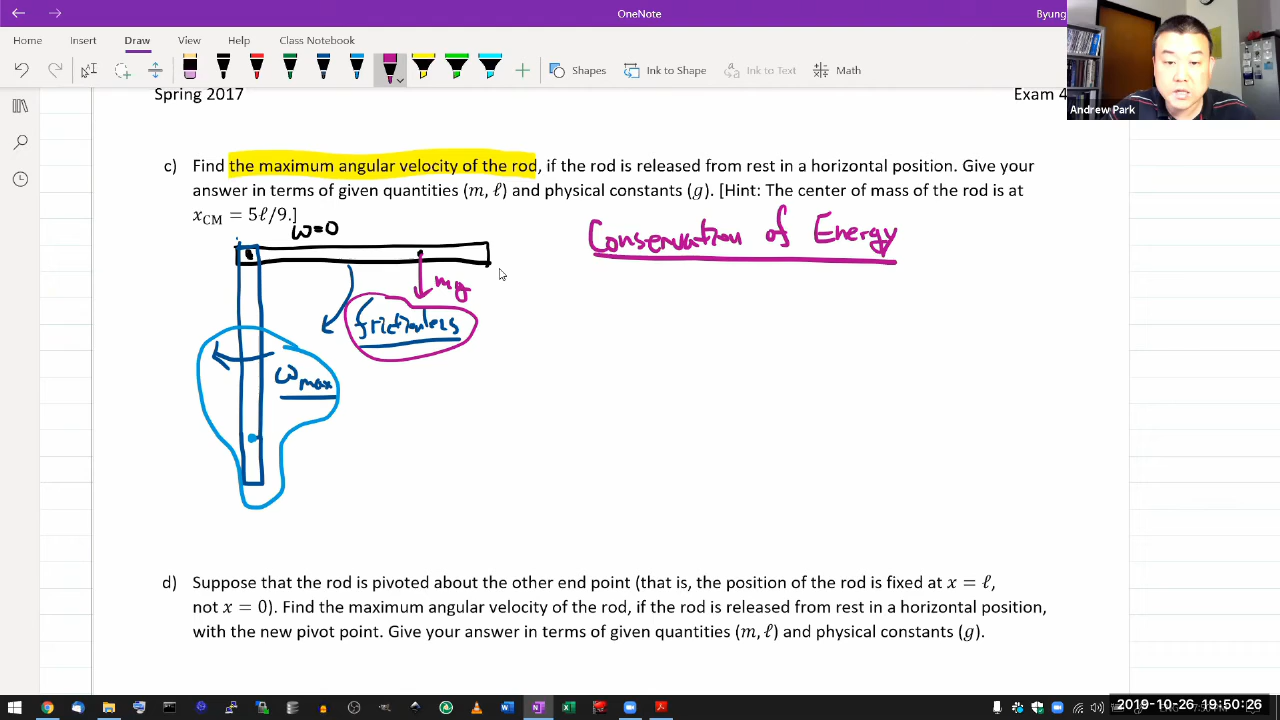 OneNote
Byung
Home Insert Draw View Help Class Notebook
Shapes Ink to Shape Ink to Text Math
Andrew Park
Spring 2017 Exam 4
c) Find the maximum angular velocity of the rod, if the rod is released from rest in a horizontal position. Give your
answer in terms of given quantities (m, ℓ) and physical constants (g). [Hint: The center of mass of the rod is at
x_CM = 5ℓ/9.]
ω=0
Conservation of Energy
mg
frictionless
ω_max
d) Suppose that the rod is pivoted about the other end point (that is, the position of the rod is fixed at x = ℓ,
not x = 0). Find the maximum angular velocity of the rod, if the rod is released from rest in a horizontal position,
with the new pivot point. Give your answer in terms of given quantities (m, ℓ) and physical constants (g).
2019-10-26 19:50:26